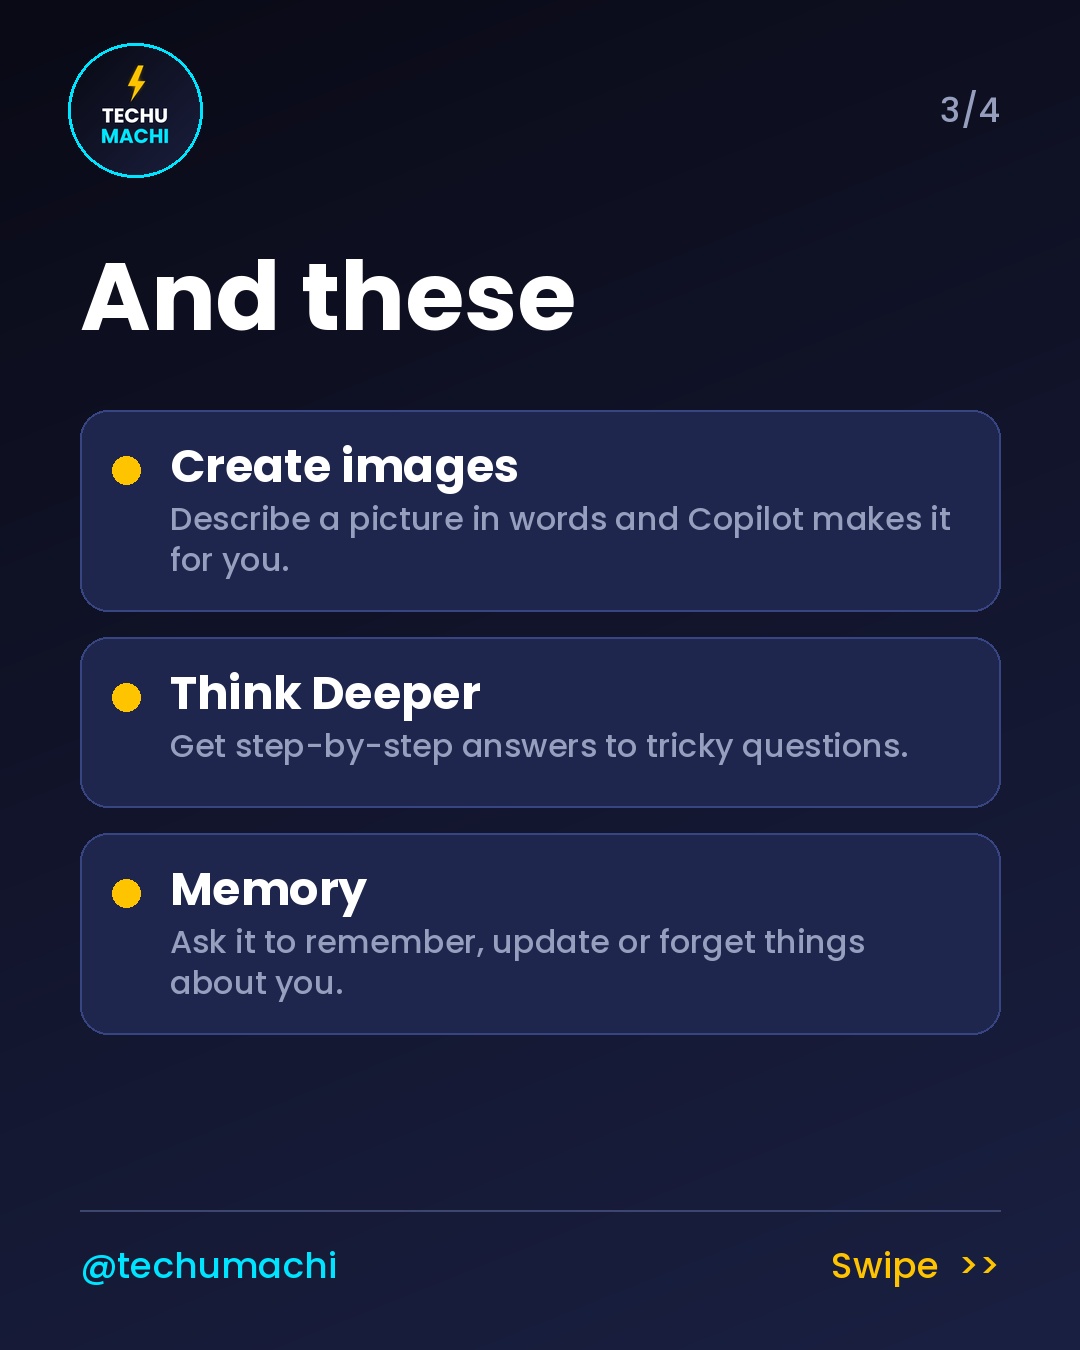 TECHU
MACHI
3/4
And these
Create images
Describe a picture in words and Copilot makes it
for you.
Think Deeper
Get step-by-step answers to tricky questions.
Memory
Ask it to remember, update or forget things
about you.
@techumachi
Swipe >>